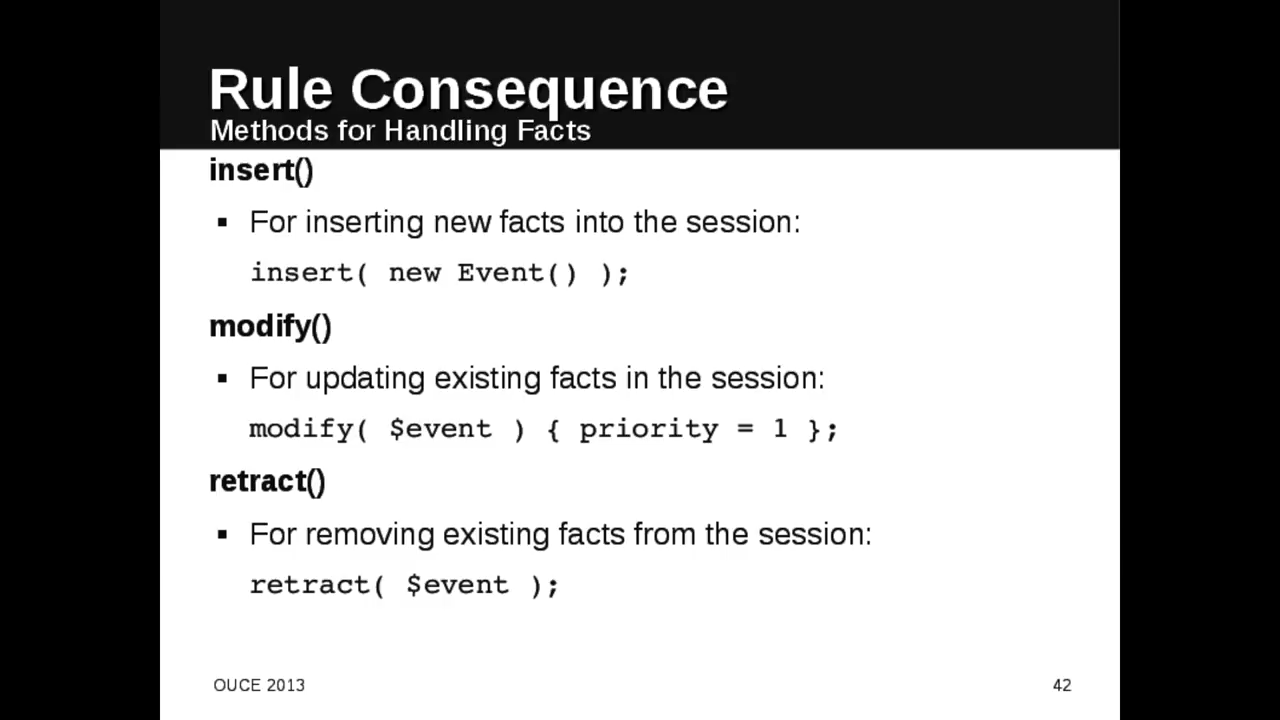 Rule Consequence
Methods for Handling Facts
insert()
▪ For inserting new facts into the session:
insert( new Event() );
modify()
▪ For updating existing facts in the session:
modify( $event ) { priority = 1 };
retract()
▪ For removing existing facts from the session:
retract( $event );
OUCE 2013
42